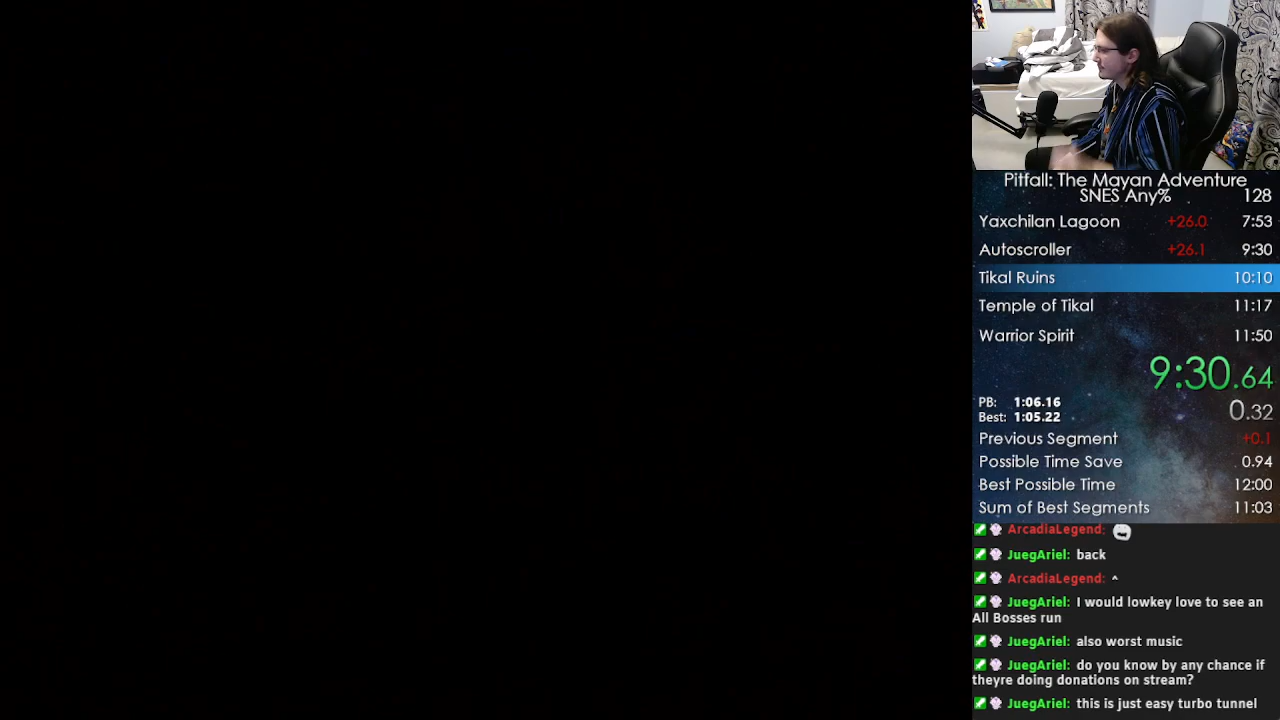 Pitfall: The Mayan Adventure
SNES Any% 128
Yaxchilan Lagoon +26.0 7:53
Autoscroller +26.1 9:30
Tikal Ruins 10:10
Temple of Tikal 11:17
Warrior Spirit 11:50
9:30.64
PB: 1:06.16
Best: 1:05.22
0.32
Previous Segment +0.1
Possible Time Save 0.94
Best Possible Time 12:00
Sum of Best Segments 11:03
ArcadiaLegend:
JuegAriel: back
ArcadiaLegend: ^
JuegAriel: I would lowkey love to see an
All Bosses run
JuegAriel: also worst music
JuegAriel: do you know by any chance if
theyre doing donations on stream?
JuegAriel: this is just easy turbo tunnel